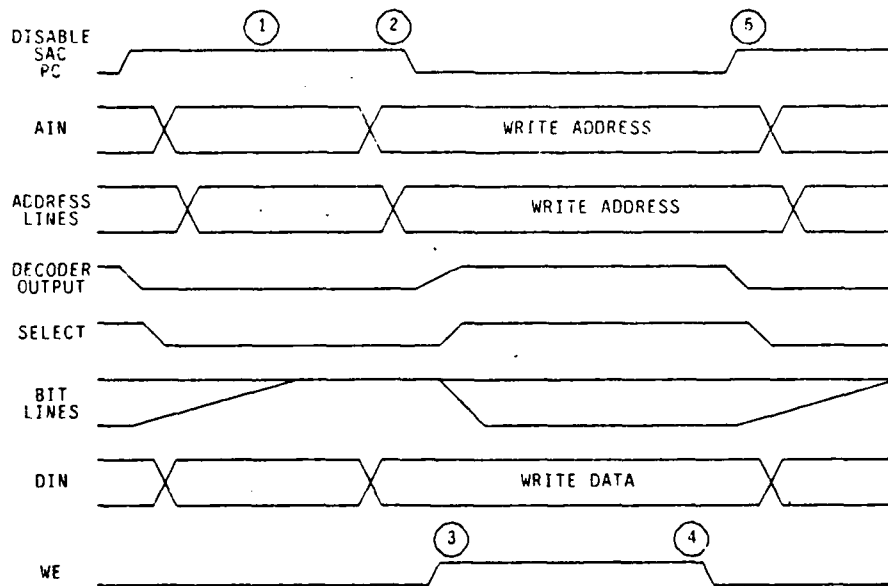 1 2 5
DISABLE
SAC
PC
AIN
WRITE ADDRESS
ADDRESS
LINES
WRITE ADDRESS
DECODER
OUTPUT
SELECT
BIT
LINES
DIN
WRITE DATA
3 4
WE